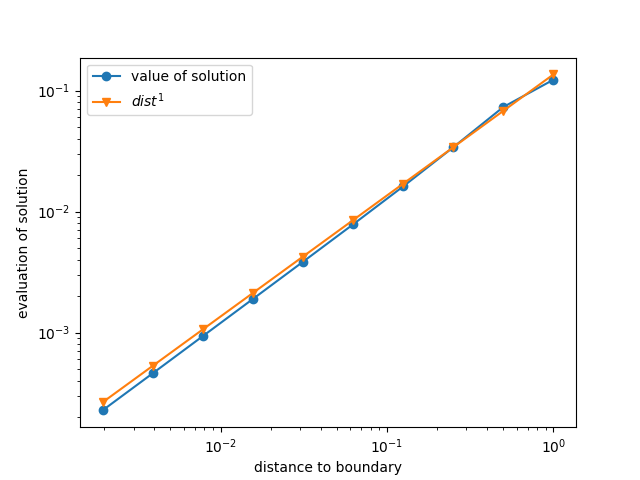 value of solution
dist¹
evaluation of solution
10⁻¹
10⁻²
10⁻³
10⁻² 10⁻¹ 10⁰
distance to boundary